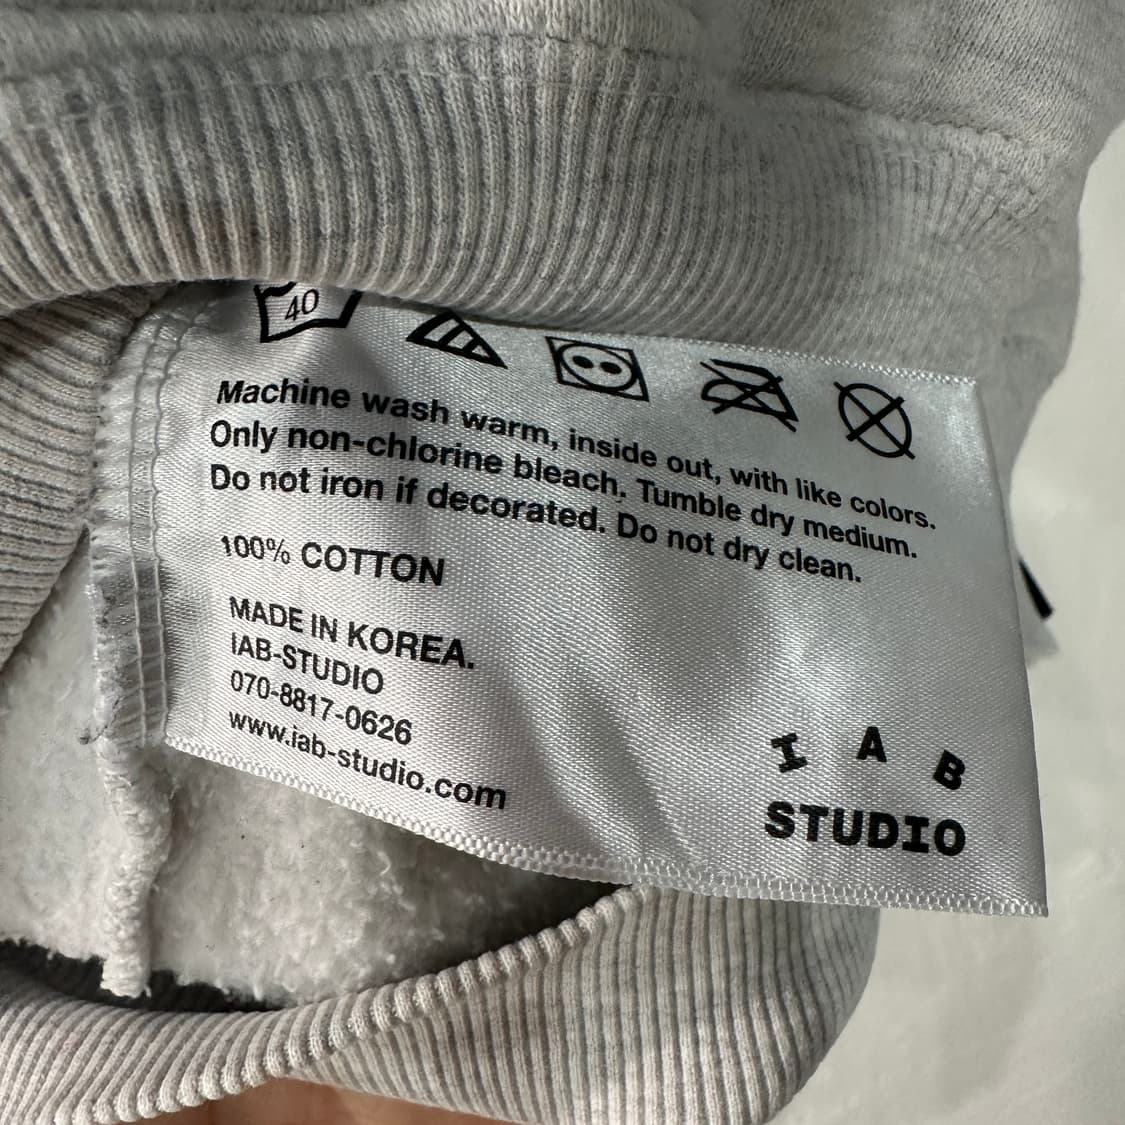 40
Machine wash warm, inside out, with like colors.
Only non-chlorine bleach. Tumble dry medium.
Do not iron if decorated. Do not dry clean.
100% COTTON
MADE IN KOREA.
IAB-STUDIO
070-8817-0626
www.iab-studio.com
I A B
STUDIO